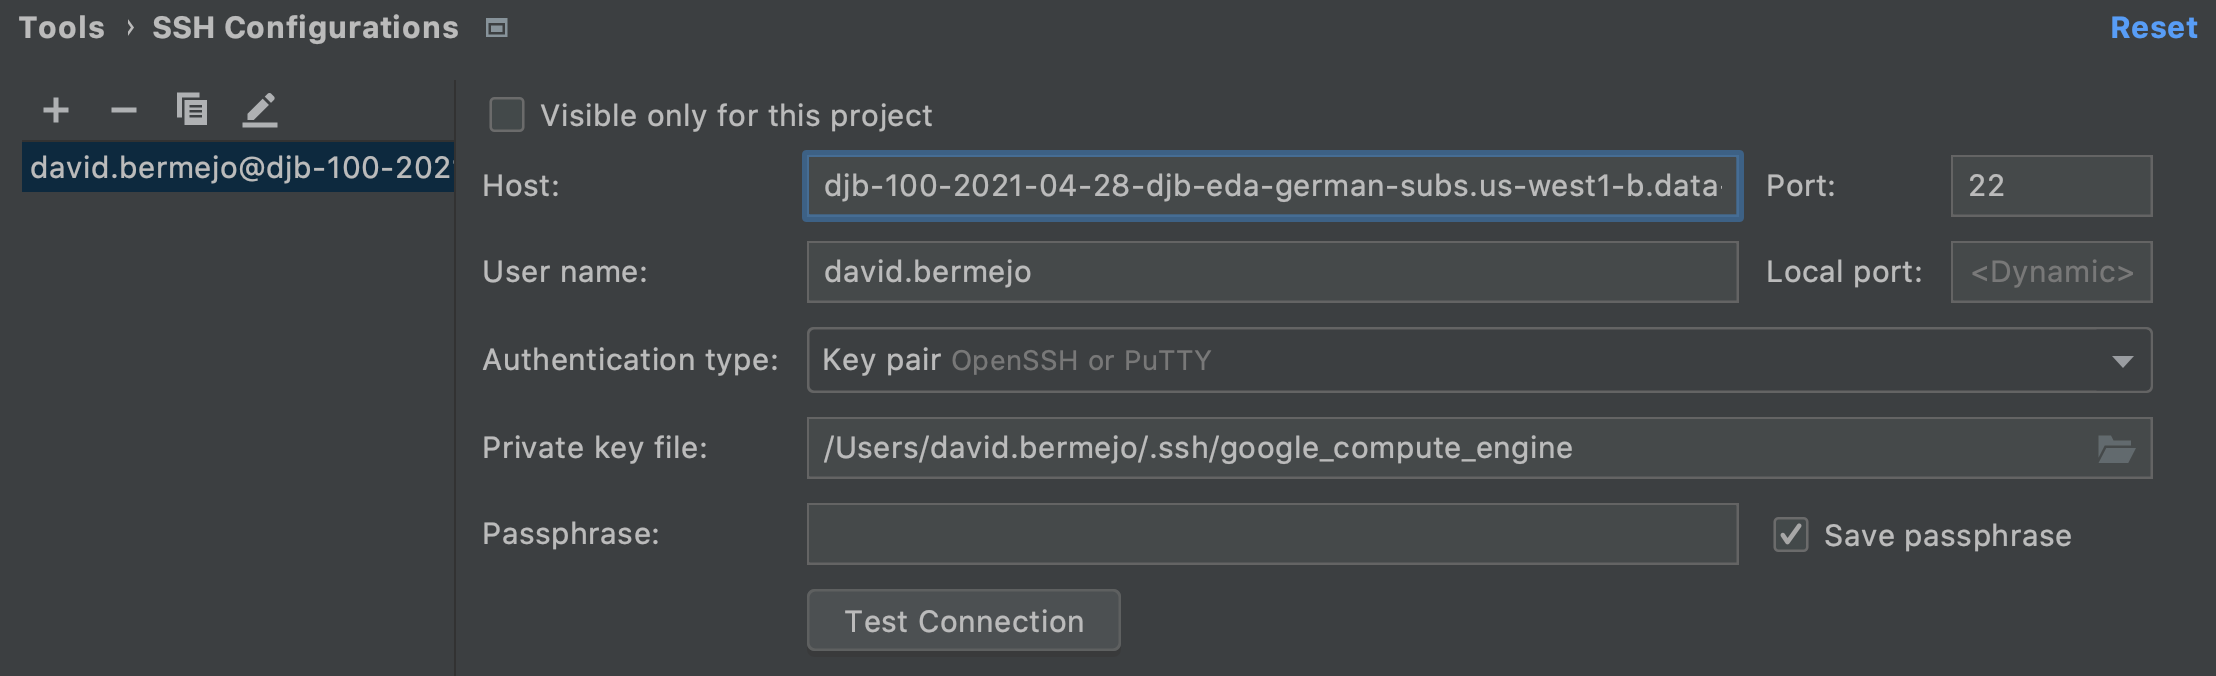 Tools › SSH Configurations
Reset
Visible only for this project
david.bermejo@djb-100-202
Host: djb-100-2021-04-28-djb-eda-german-subs.us-west1-b.data- Port: 22
User name: david.bermejo Local port: <Dynamic>
Authentication type: Key pair OpenSSH or PuTTY
Private key file: /Users/david.bermejo/.ssh/google_compute_engine
Passphrase: Save passphrase
Test Connection